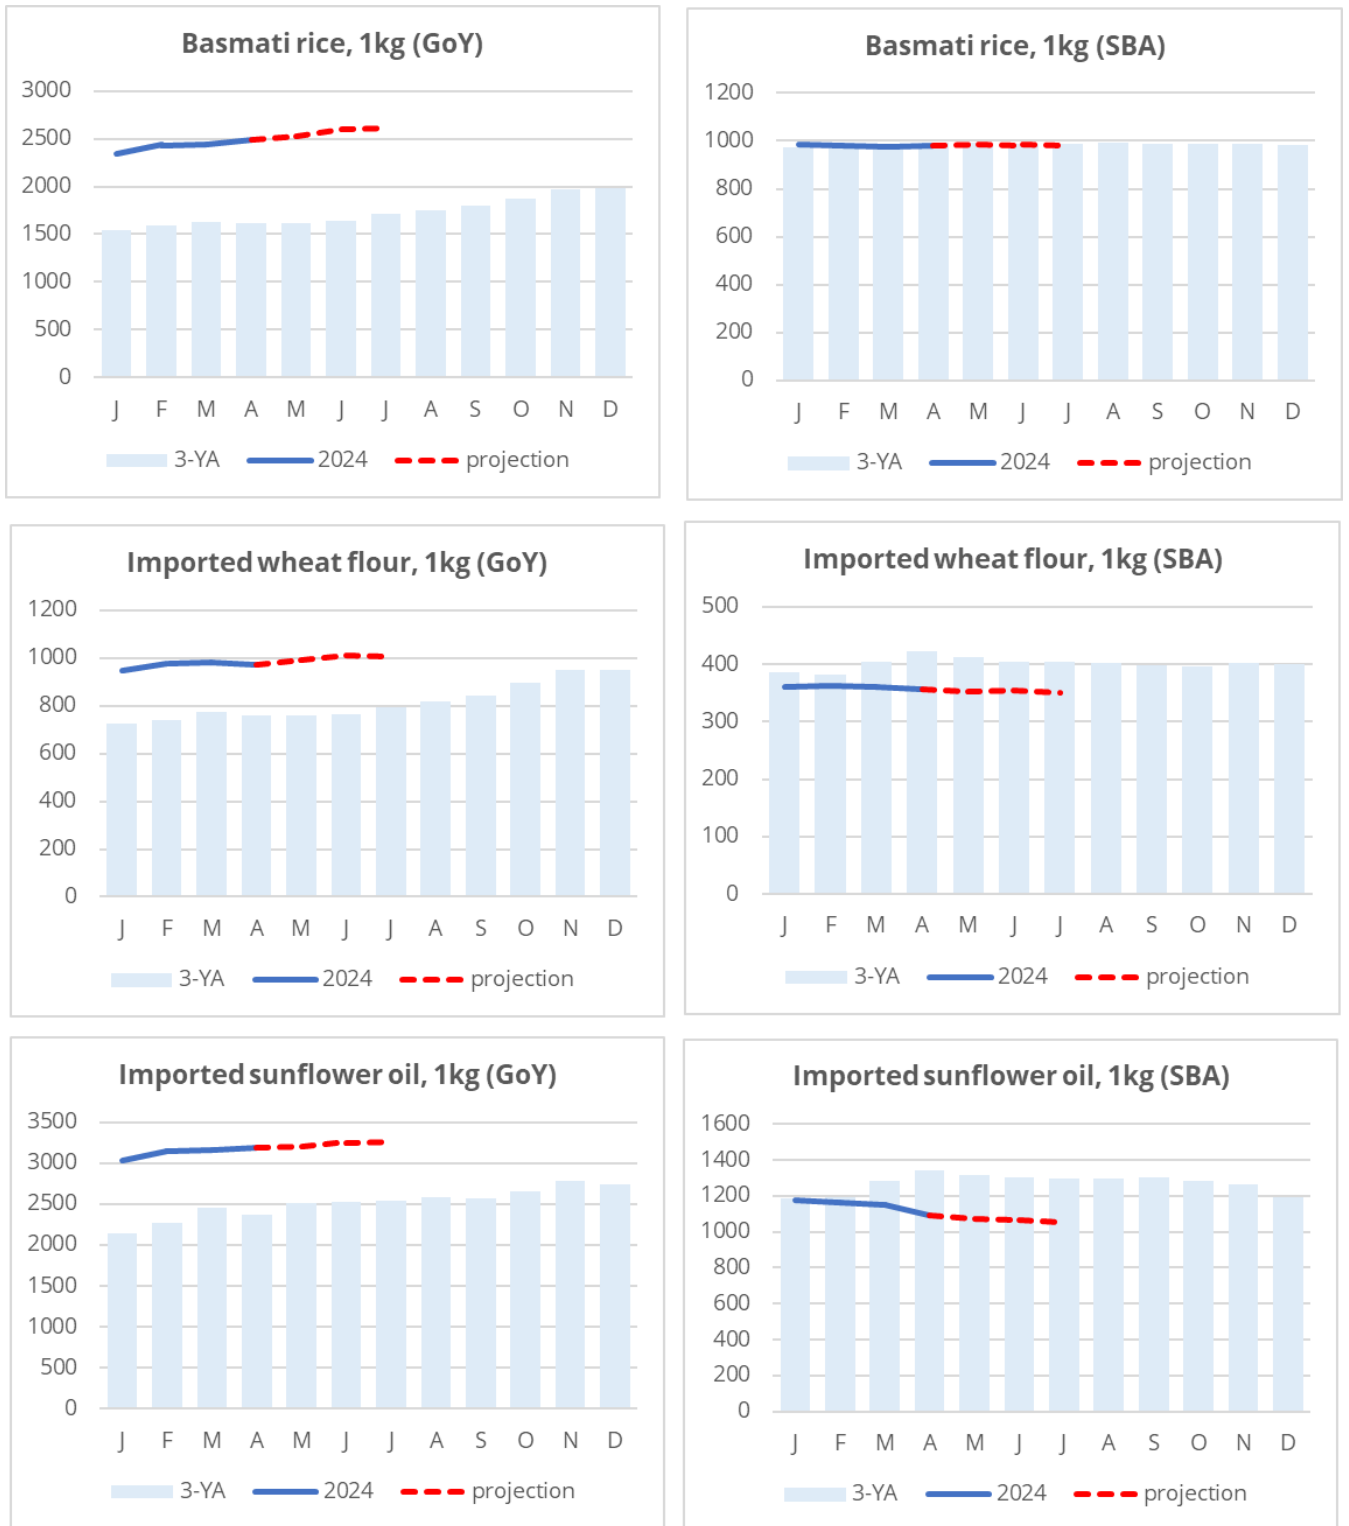 Basmati rice, 1kg (GoY)
3000
2500
2000
1500
1000
500
0
J F M A M J J A S O N D
3-YA 2024 projection
Basmati rice, 1kg (SBA)
1200
1000
800
600
400
200
0
J F M A M J J A S O N D
3-YA 2024 projection
Imported wheat flour, 1kg (GoY)
1200
1000
800
600
400
200
0
J F M A M J J A S O N D
3-YA 2024 projection
Imported wheat flour, 1kg (SBA)
500
400
300
200
100
0
J F M A M J J A S O N D
3-YA 2024 projection
Imported sunflower oil, 1kg (GoY)
3500
3000
2500
2000
1500
1000
500
0
J F M A M J J A S O N D
3-YA 2024 projection
Imported sunflower oil, 1kg (SBA)
1600
1400
1200
1000
800
600
400
200
0
J F M A M J J A S O N D
3-YA 2024 projection